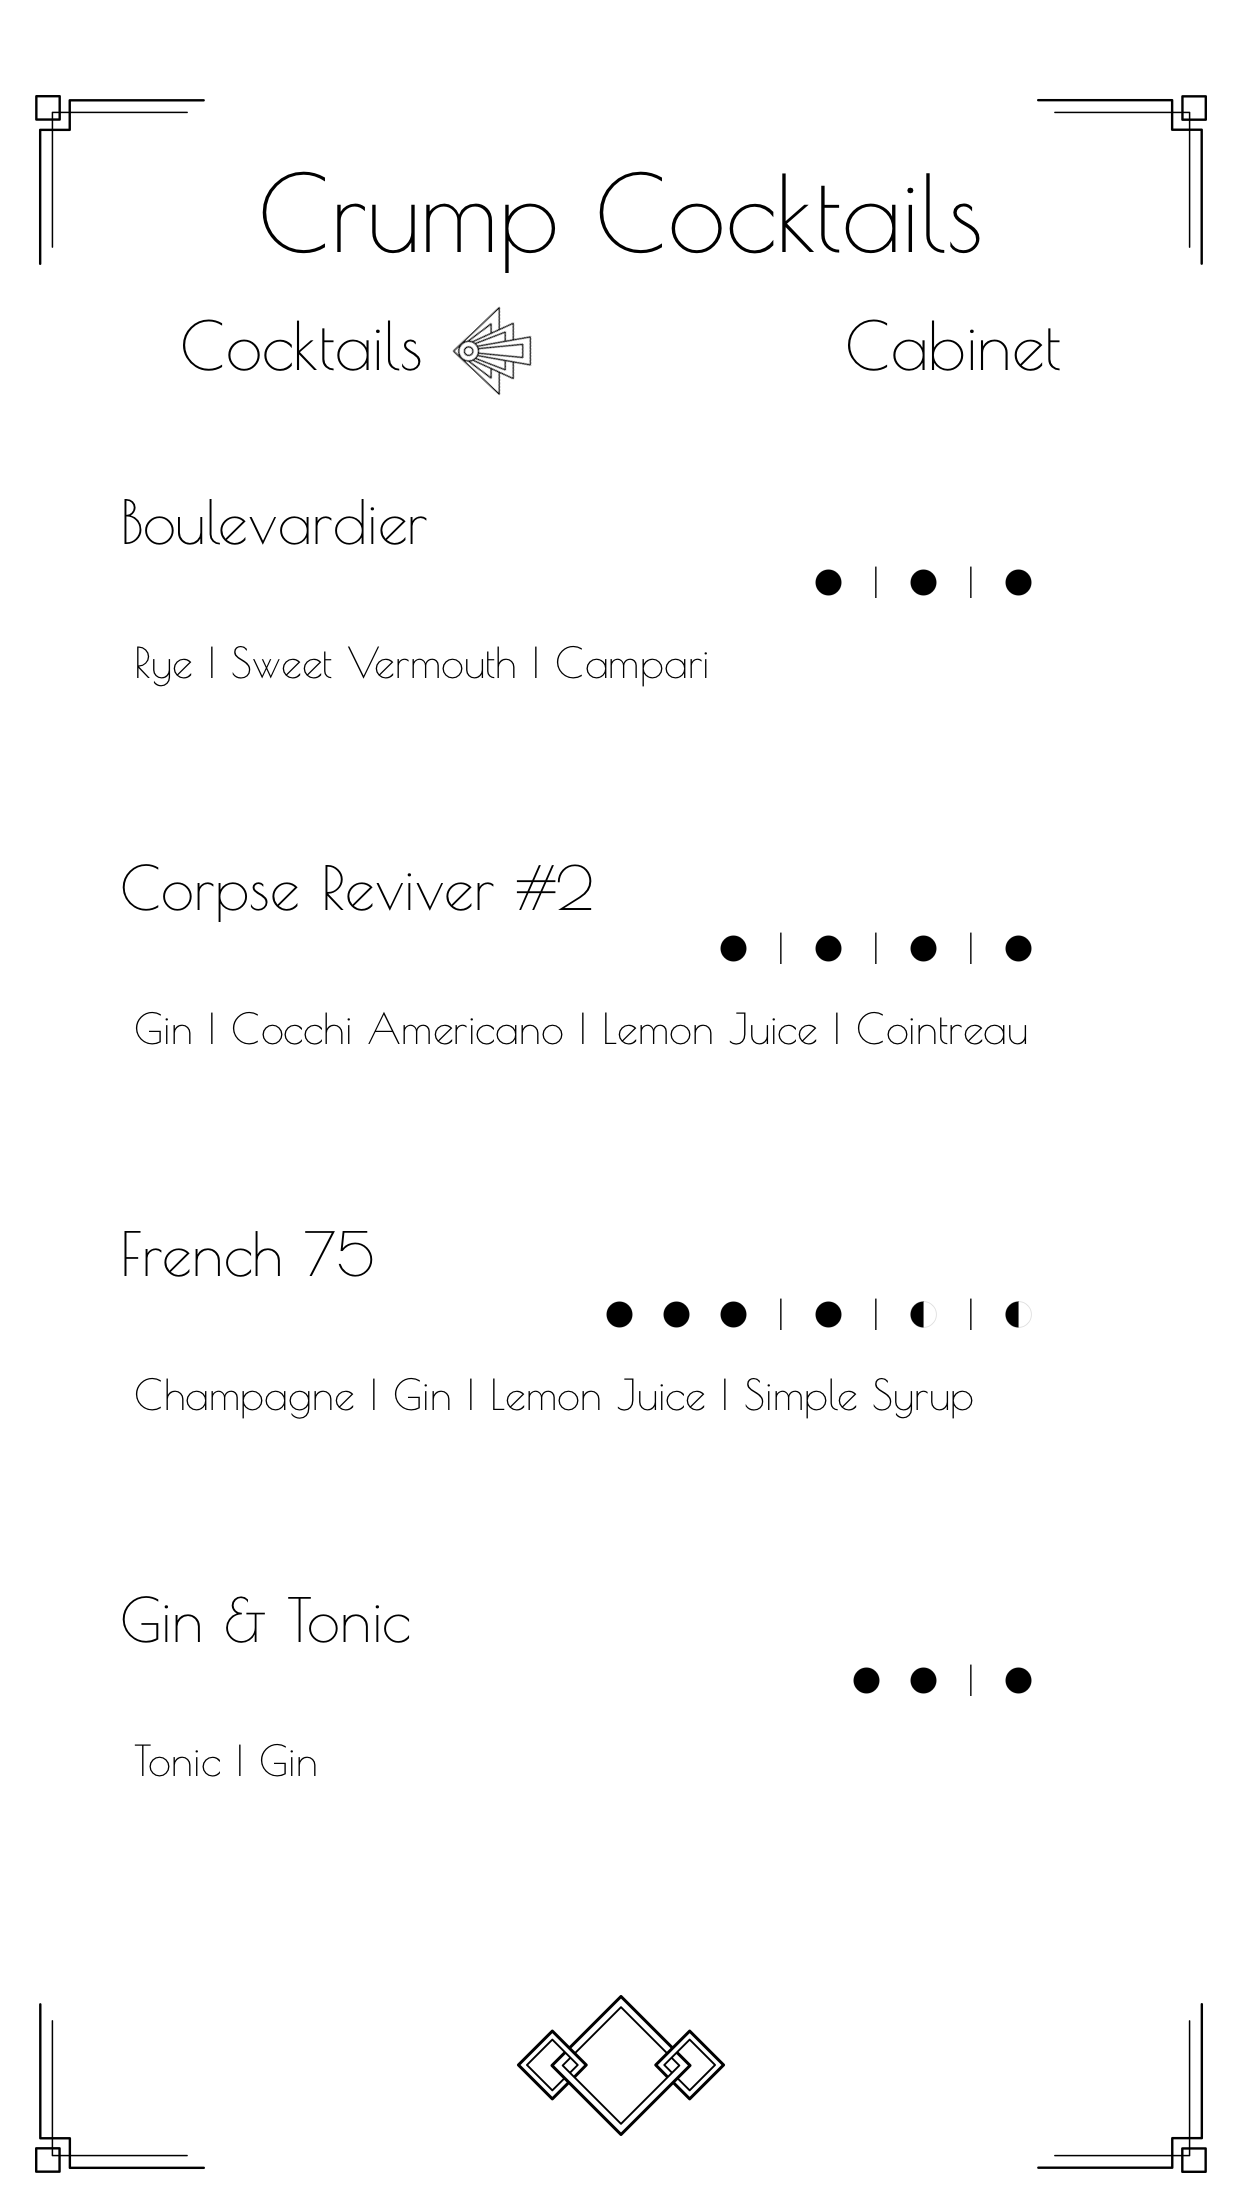 Crump Cocktails
Cocktails Cabinet
Boulevardier
● | ● | ●
Rye | Sweet Vermouth | Campari
Corpse Reviver #2
● | ● | ● | ●
Gin | Cocchi Americano | Lemon Juice | Cointreau
French 75
● ● ● | ● | ◐ | ◐
Champagne | Gin | Lemon Juice | Simple Syrup
Gin & Tonic
● ● | ●
Tonic | Gin